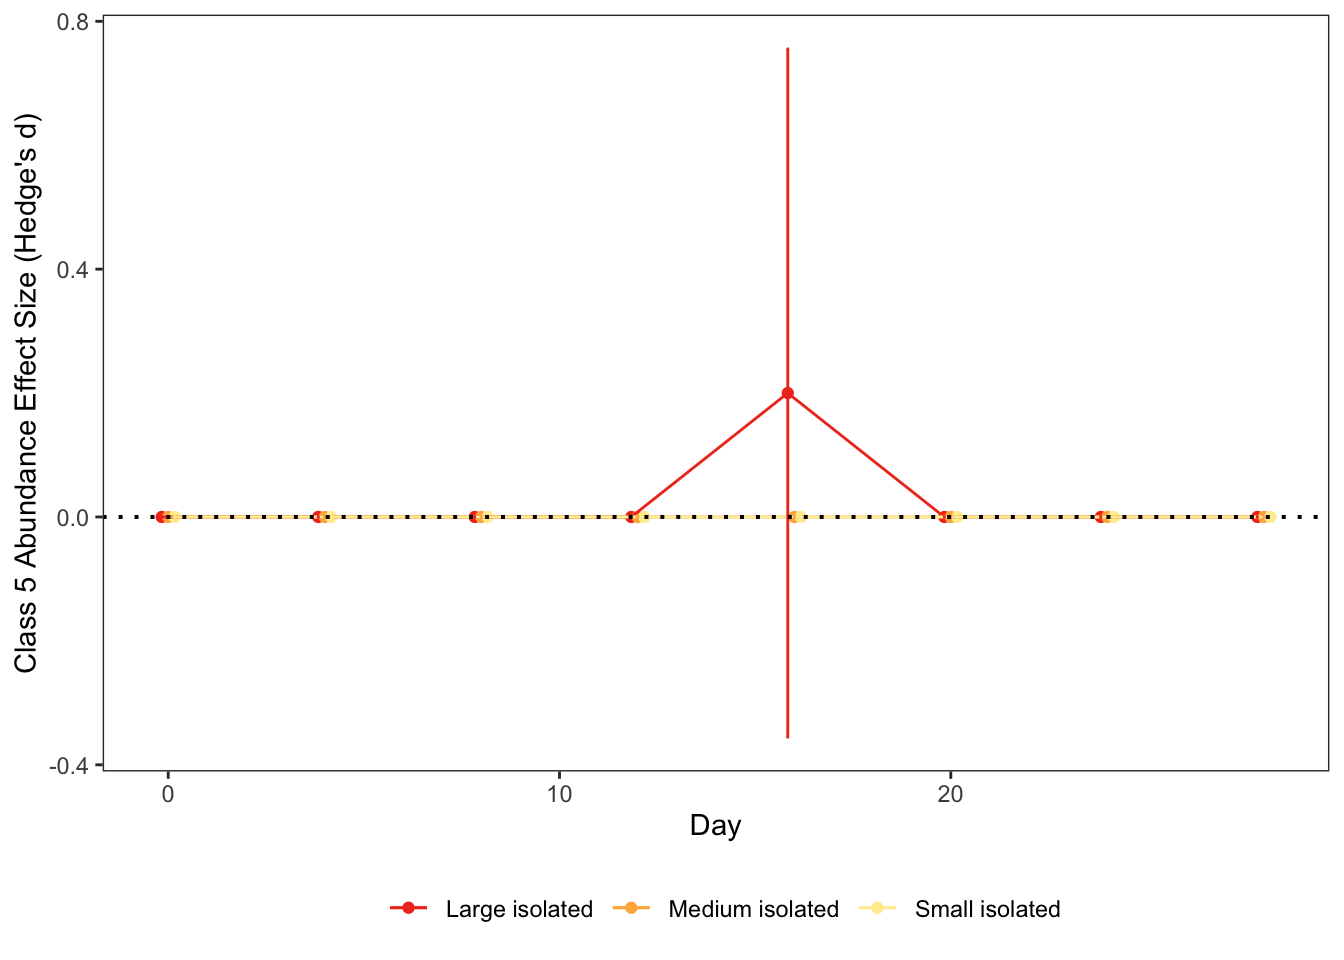 Class 5 Abundance Effect Size (Hedge's d)
0.8
0.4
0.0
-0.4
0 10 20
Day
Large isolated Medium isolated Small isolated